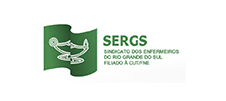 SERGS
SINDICATO DOS ENFERMEIROS
DO RIO GRANDE DO SUL
FILIADO À CUT/FNE